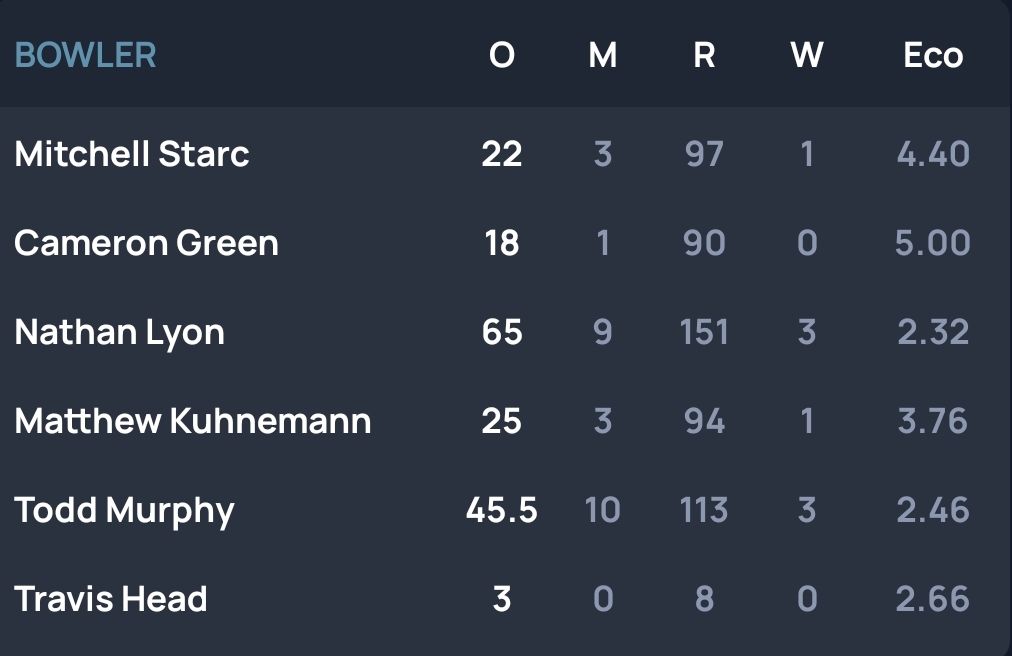 BOWLER O M R W Eco
Mitchell Starc 22 3 97 1 4.40
Cameron Green 18 1 90 0 5.00
Nathan Lyon 65 9 151 3 2.32
Matthew Kuhnemann 25 3 94 1 3.76
Todd Murphy 45.5 10 113 3 2.46
Travis Head 3 0 8 0 2.66